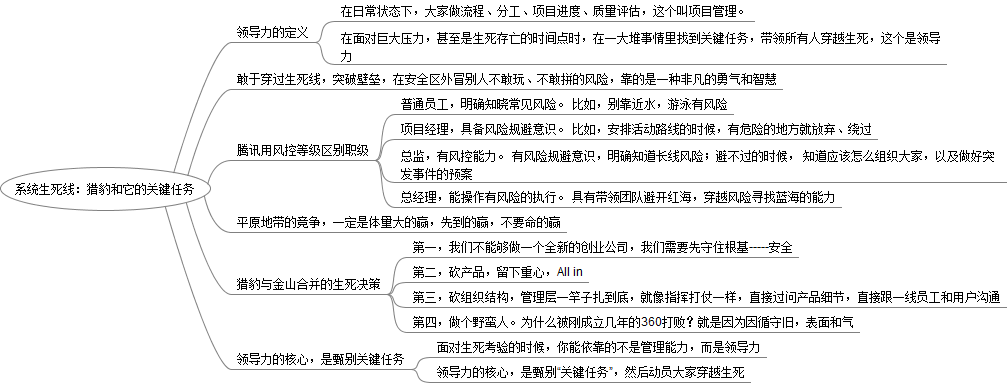 系统生死线：猎豹和它的关键任务
领导力的定义
在日常状态下，大家做流程、分工、项目进度、质量评估，这个叫项目管理。
在面对巨大压力，甚至是生死存亡的时间点时，在一大堆事情里找到关键任务，带领所有人穿越生死，这个是领导
力
敢于穿过生死线，突破壁垒，在安全区外冒别人不敢玩、不敢拼的风险，靠的是一种非凡的勇气和智慧
腾讯用风控等级区别职级
普通员工，明确知晓常见风险。 比如，别靠近水，游泳有风险
项目经理，具备风险规避意识。 比如，安排活动路线的时候，有危险的地方就放弃、绕过
总监，有风控能力。 有风险规避意识，明确知道长线风险；避不过的时候， 知道应该怎么组织大家，以及做好突
发事件的预案
总经理，能操作有风险的执行。 具有带领团队避开红海，穿越风险寻找蓝海的能力
平原地带的竞争，一定是体量大的赢，先到的赢，不要命的赢
猎豹与金山合并的生死决策
第一，我们不能够做一个全新的创业公司，我们需要先守住根基-----安全
第二，砍产品，留下重心，All in
第三，砍组织结构，管理层一竿子扎到底，就像指挥打仗一样，直接过问产品细节，直接跟一线员工和用户沟通
第四，做个野蛮人。为什么被刚成立几年的360打败？就是因为因循守旧，表面和气
领导力的核心，是甄别关键任务
面对生死考验的时候，你能依靠的不是管理能力，而是领导力
领导力的核心，是甄别“关键任务”，然后动员大家穿越生死